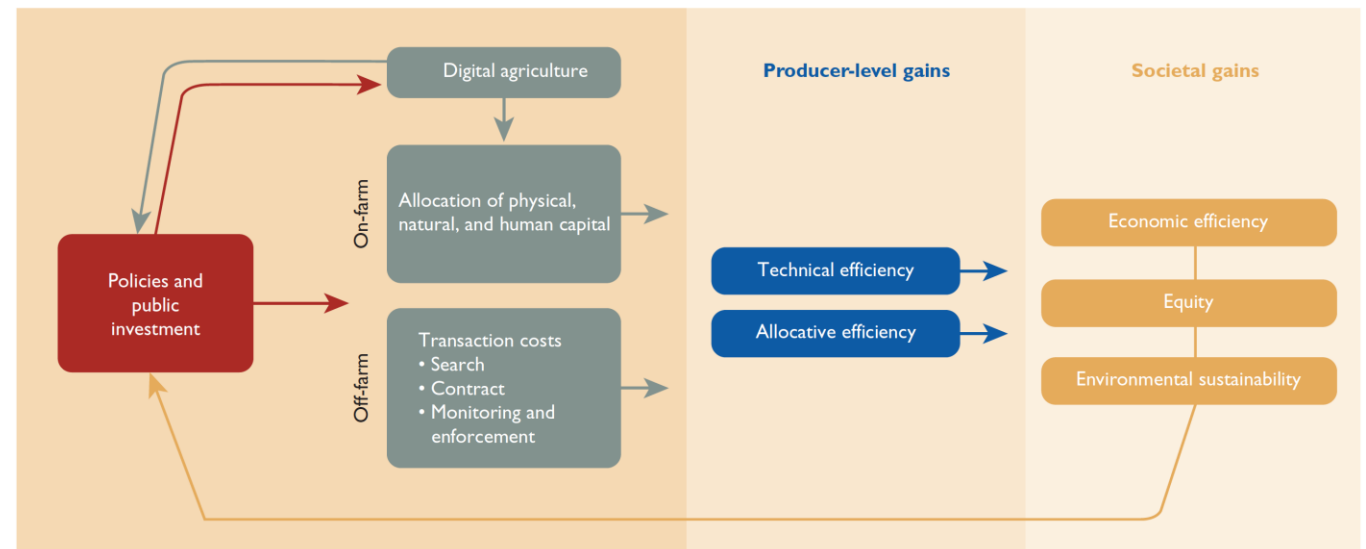 Digital agriculture
Producer-level gains
Societal gains
On-farm
Allocation of physical,
natural, and human capital
Policies and
public
investment
Technical efficiency
Allocative efficiency
Economic efficiency
Equity
Environmental sustainability
Off-farm
Transaction costs
• Search
• Contract
• Monitoring and
enforcement